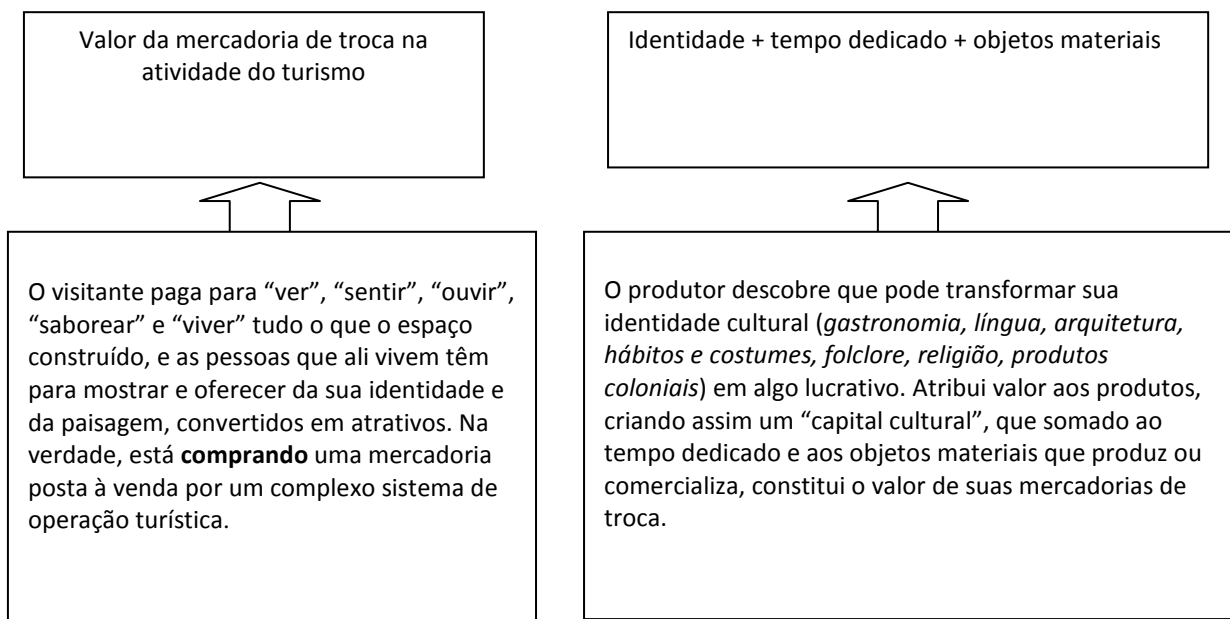 Valor da mercadoria de troca na
atividade do turismo
Identidade + tempo dedicado + objetos materiais
O visitante paga para “ver”, “sentir”, “ouvir”,
“saborear” e “viver” tudo o que o espaço
construído, e as pessoas que ali vivem têm
para mostrar e oferecer da sua identidade e
da paisagem, convertidos em atrativos. Na
verdade, está comprando uma mercadoria
posta à venda por um complexo sistema de
operação turística.
O produtor descobre que pode transformar sua
identidade cultural (gastronomia, língua, arquitetura,
hábitos e costumes, folclore, religião, produtos
coloniais) em algo lucrativo. Atribui valor aos produtos,
criando assim um “capital cultural”, que somado ao
tempo dedicado e aos objetos materiais que produz ou
comercializa, constitui o valor de suas mercadorias de
troca.